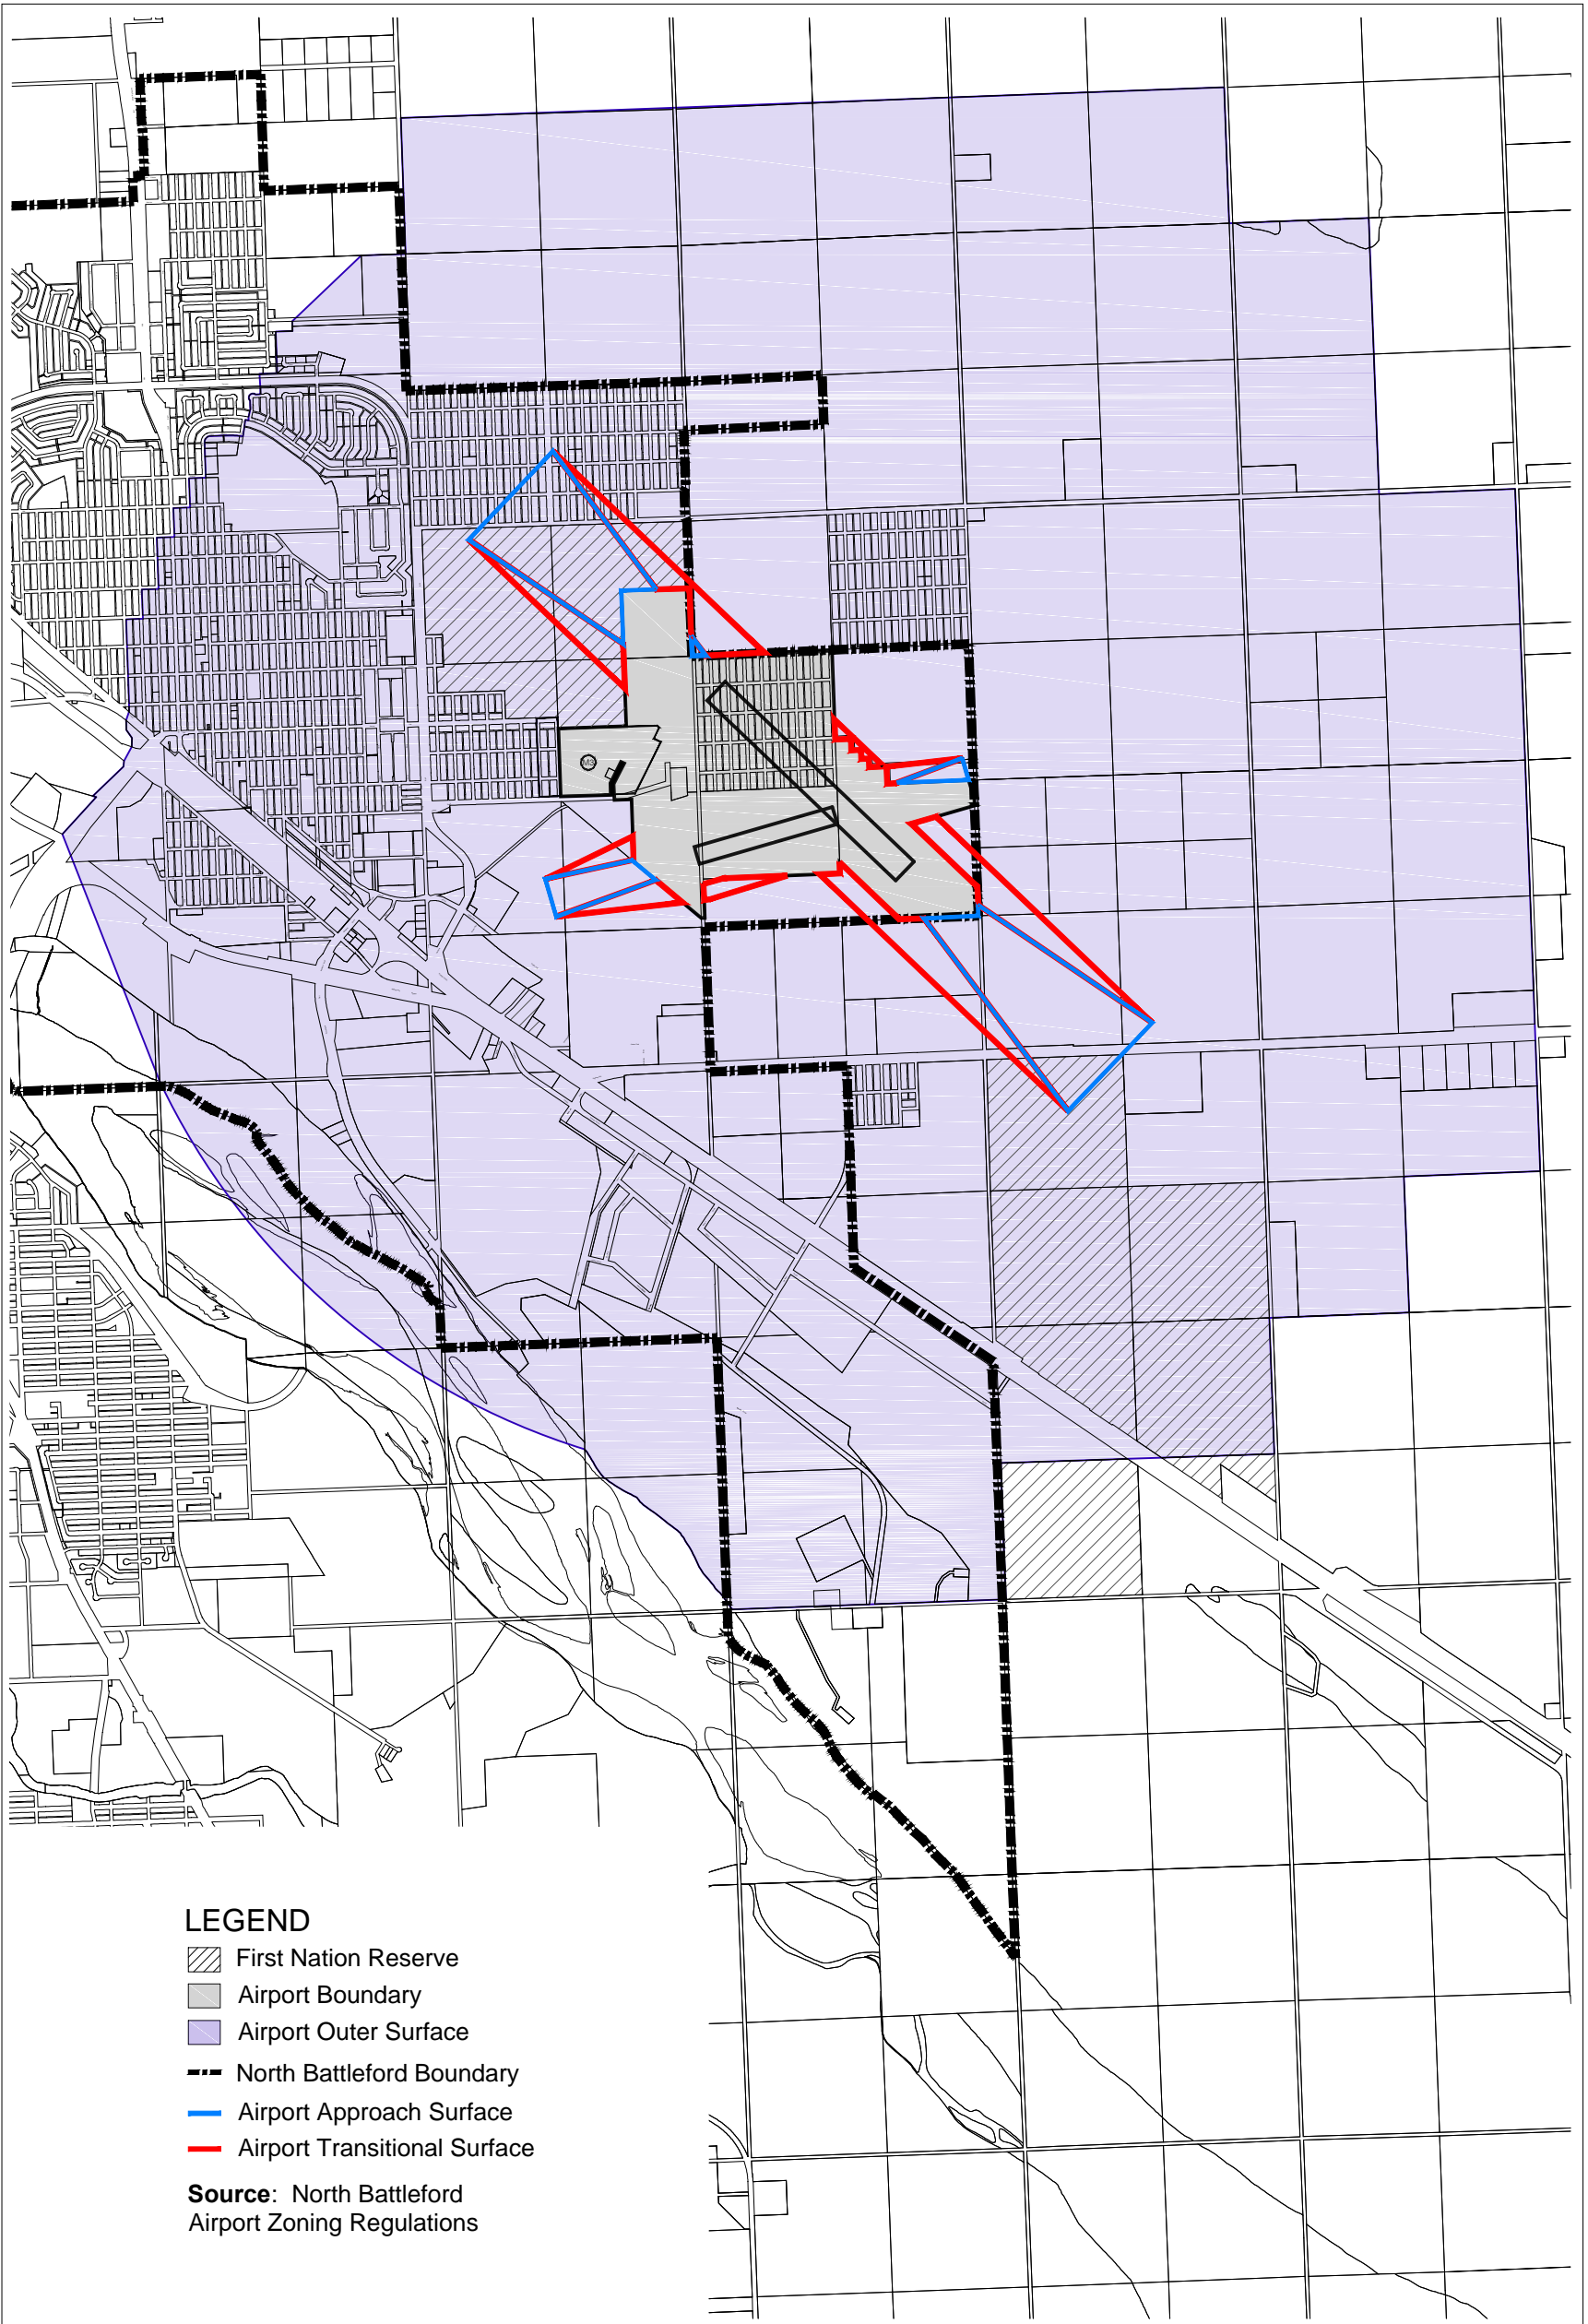 M3
LEGEND
First Nation Reserve
Airport Boundary
Airport Outer Surface
North Battleford Boundary
Airport Approach Surface
Airport Transitional Surface
Source: North Battleford
Airport Zoning Regulations